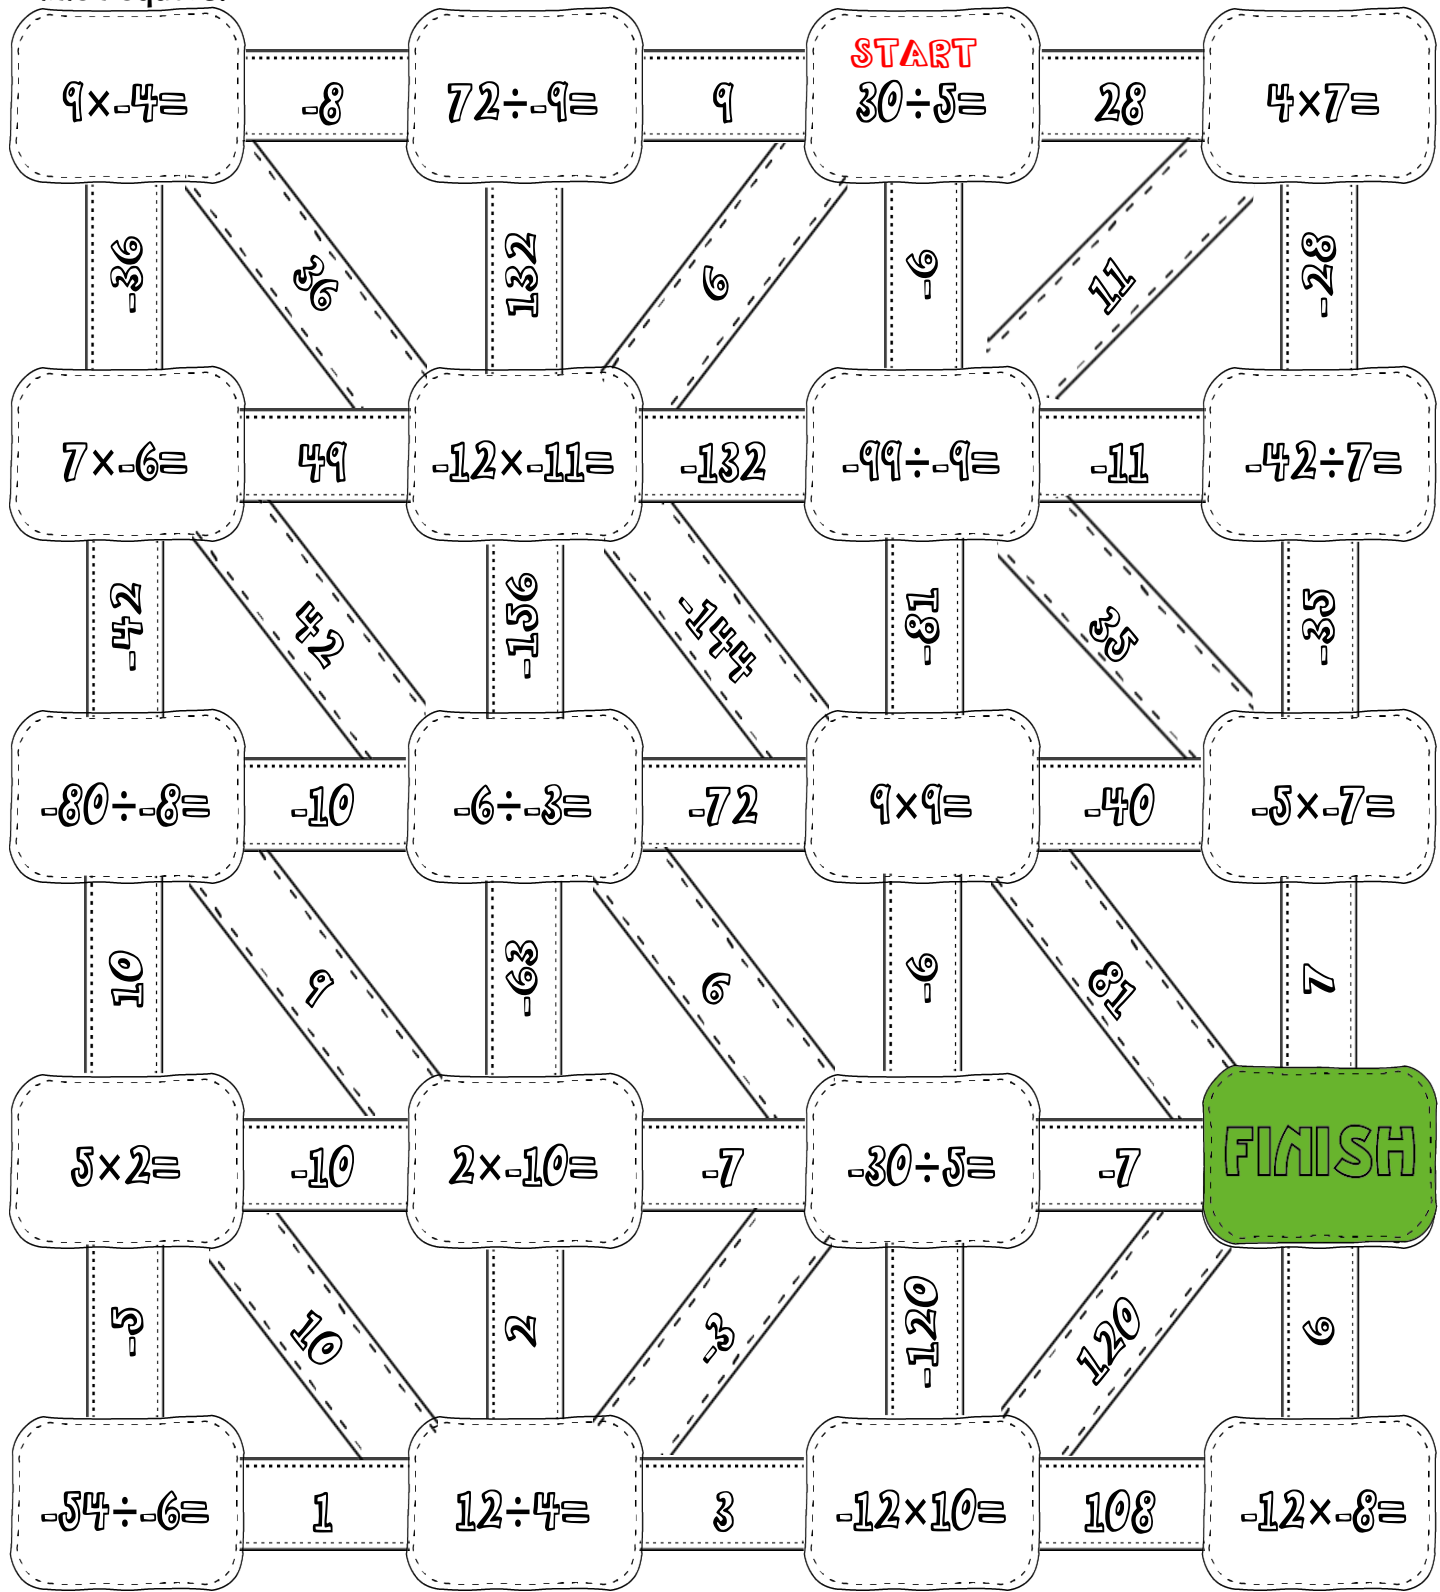 START
9×-4= -8 72÷-9= 9 30÷5= 28 4×7=
-36 36 132 6 -6 11 -28
7×-6= 49 -12×-11= -132 -99÷-9= -11 -42÷7=
-42 42 -156 -144 -81 35 -35
-80÷-8= -10 -6÷-3= -72 9×9= -40 -5×-7=
10 9 -63 6 -6 81 7
5×2= -10 2×-10= -7 -30÷5= -7 FINISH
-5 10 2 -3 -120 120 6
-54÷-6= 1 12÷4= 3 -12×10= 108 -12×-8=